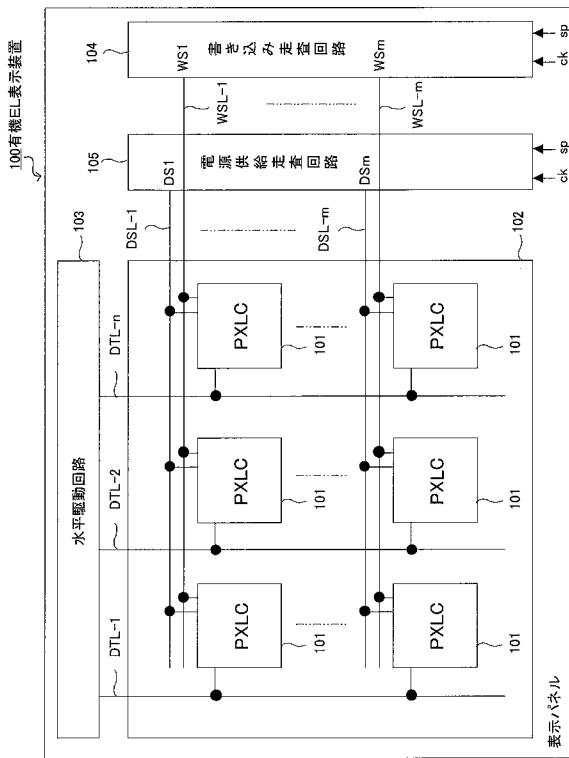 100有機EL表示装置
103
水平駆動回路
DTL-1
DTL-2
DTL-n
105
104
DSL-1
DS1
WS1
WSL-1
PXLC
PXLC
PXLC
電源供給走査回路
書き込み走査回路
101
101
101
DSL-m
DSm
WSm
WSL-m
PXLC
PXLC
PXLC
101
101
101
102
表示パネル
ck
sp
ck
sp